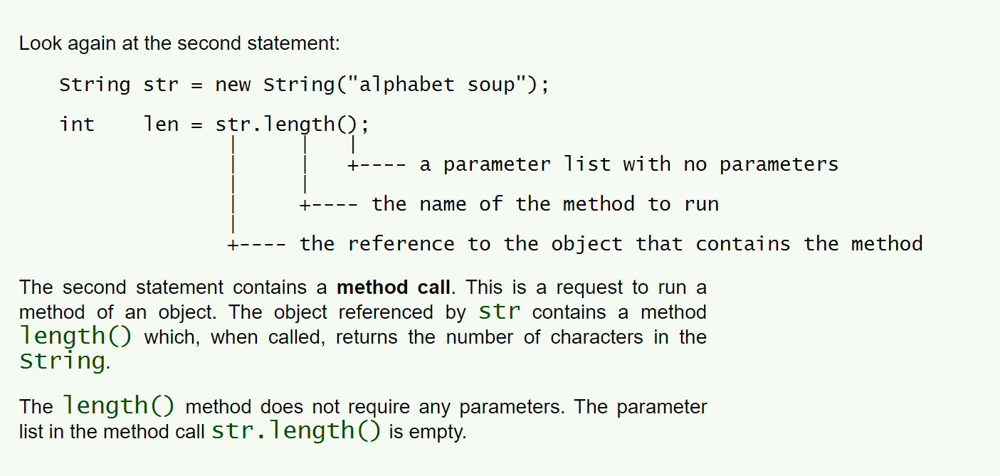 Look again at the second statement:
String str = new String("alphabet soup");
int    len = str.length();
              |     |   |
              |     |   +---- a parameter list with no parameters
              |     |
              |     +---- the name of the method to run
              |
              +---- the reference to the object that contains the method
The second statement contains a method call. This is a request to run a
method of an object. The object referenced by str contains a method
length() which, when called, returns the number of characters in the
String.
The length() method does not require any parameters. The parameter
list in the method call str.length() is empty.